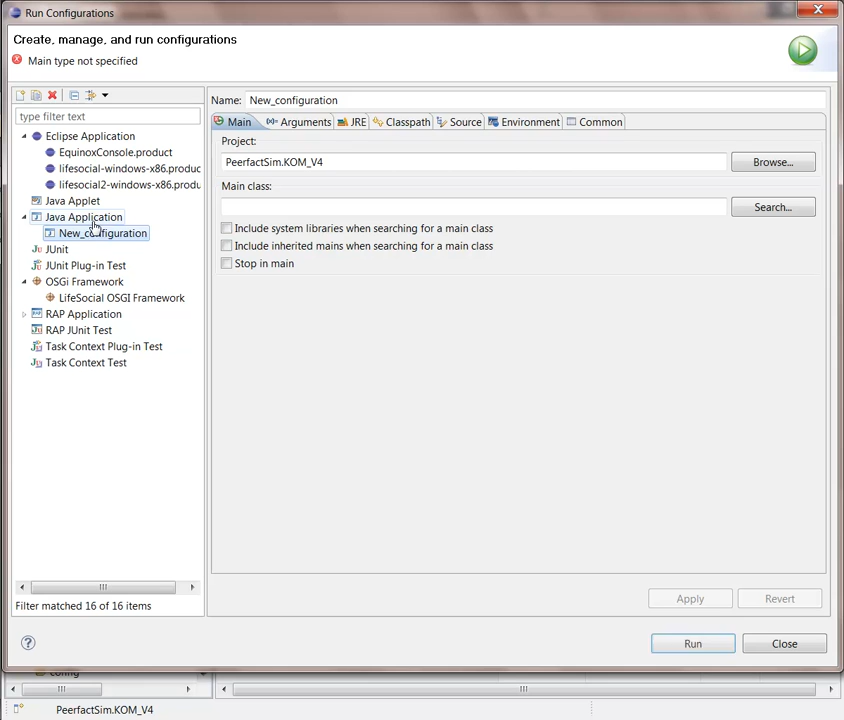 Run Configurations
Create, manage, and run configurations
Main type not specified
type filter text
Eclipse Application
EquinoxConsole.product
lifesocial-windows-x86.produc
lifesocial2-windows-x86.produ
Java Applet
Java Application
New_configuration
JUnit
JUnit Plug-in Test
OSGi Framework
LifeSocial OSGI Framework
RAP Application
RAP JUnit Test
Task Context Plug-in Test
Task Context Test
Filter matched 16 of 16 items
Name: New_configuration
Main Arguments JRE Classpath Source Environment Common
Project:
PeerfactSim.KOM_V4 Browse...
Main class:
Search...
Include system libraries when searching for a main class
Include inherited mains when searching for a main class
Stop in main
Apply Revert
Run Close
config
PeerfactSim.KOM_V4